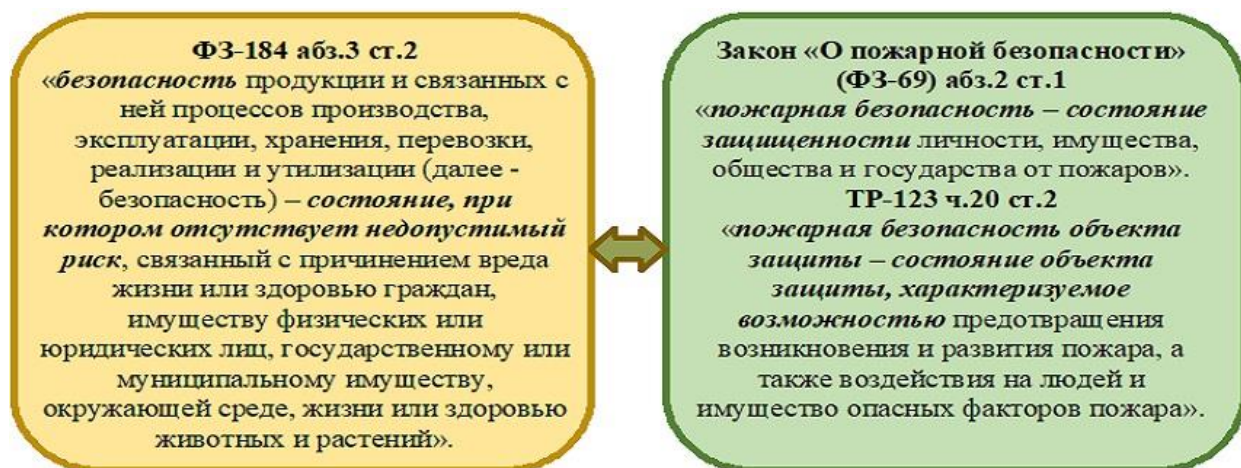 ФЗ-184 абз.3 ст.2
«безопасность продукции и связанных с
ней процессов производства,
эксплуатации, хранения, перевозки,
реализации и утилизации (далее -
безопасность) – состояние, при
котором отсутствует недопустимый
риск, связанный с причинением вреда
жизни или здоровью граждан,
имуществу физических или
юридических лиц, государственному или
муниципальному имуществу,
окружающей среде, жизни или здоровью
животных и растений».
Закон «О пожарной безопасности»
(ФЗ-69) абз.2 ст.1
«пожарная безопасность – состояние
защищенности личности, имущества,
общества и государства от пожаров».
ТР-123 ч.20 ст.2
«пожарная безопасность объекта
защиты – состояние объекта
защиты, характеризуемое
возможностью предотвращения
возникновения и развития пожара, а
также воздействия на людей и
имущество опасных факторов пожара».